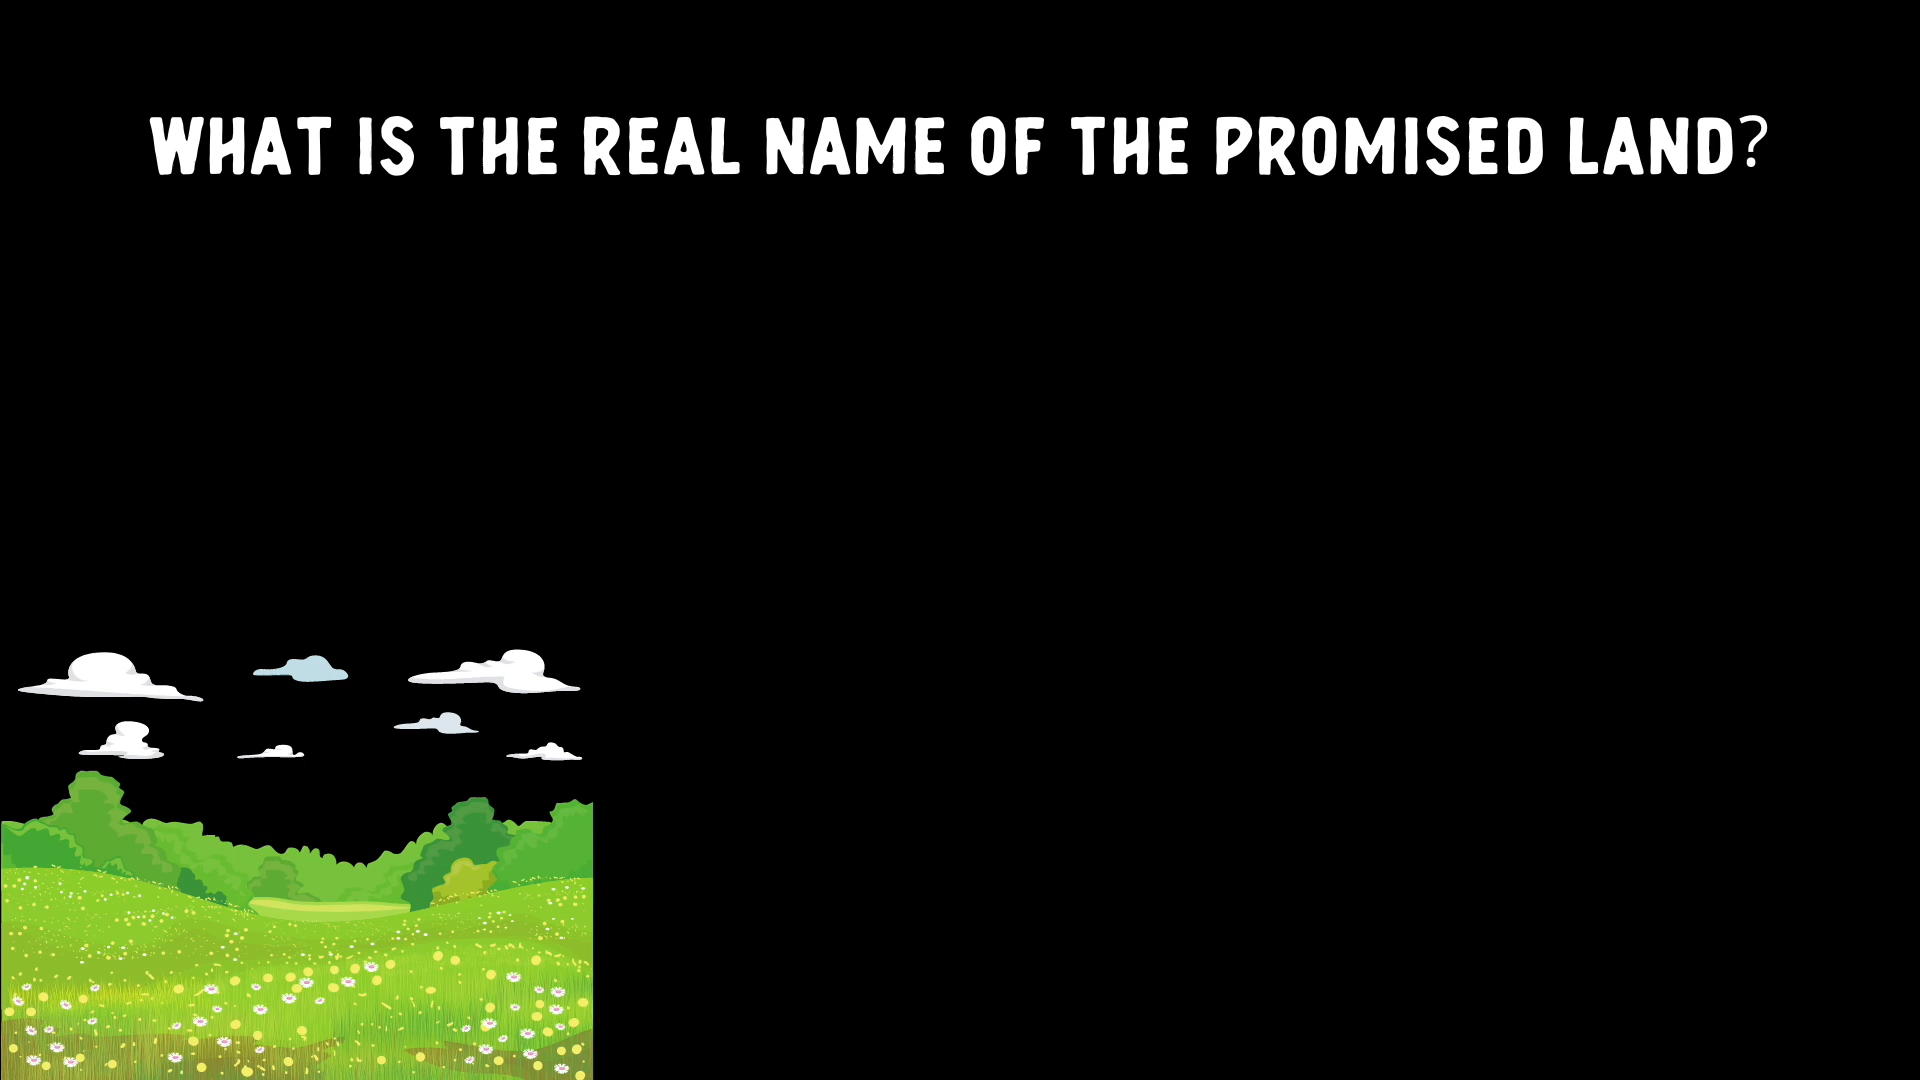 WHAT IS THE REAL NAME OF THE PROMISED LAND?